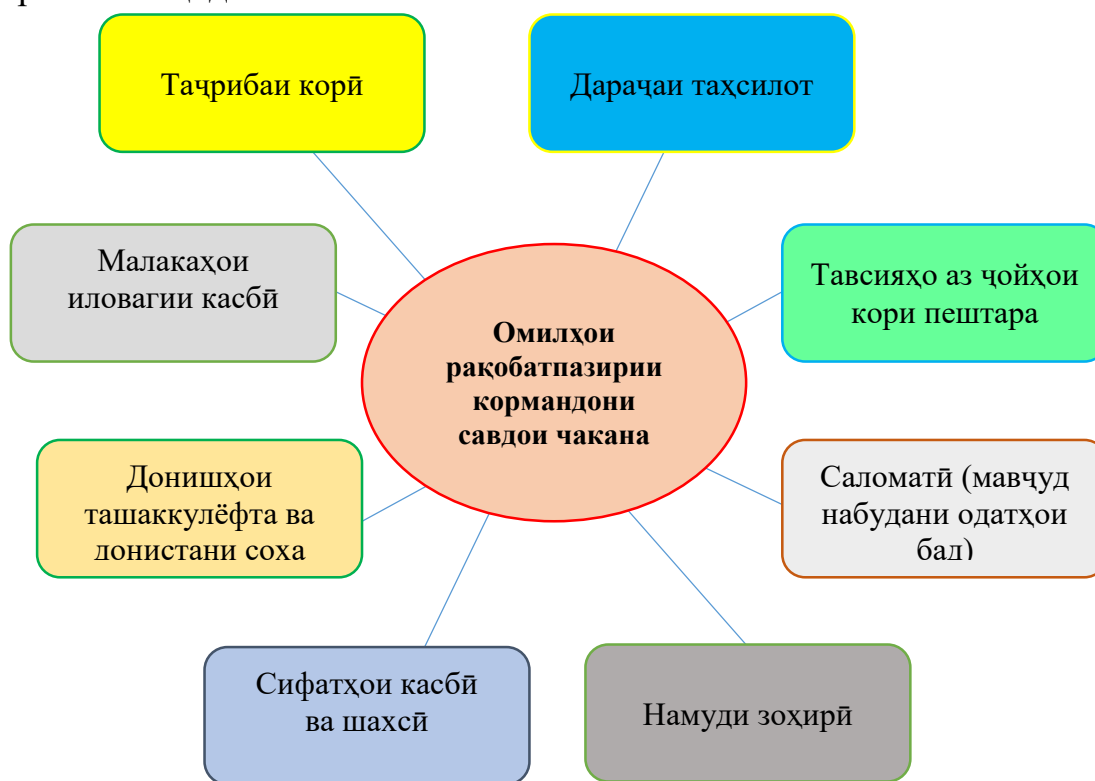 Таҷрибаи корӣ
Дараҷаи таҳсилот
Малакаҳои
иловагии касбӣ
Тавсияҳо аз ҷойҳои
кори пештара
Омилҳои
рақобатпазирии
кормандони
савдои чакана
Донишҳои
ташаккулёфта ва
донистани соха
Саломатӣ (мавҷуд
набудани одатҳои
бад)
Сифатҳои касбӣ
ва шахсӣ
Намуди зоҳирӣ